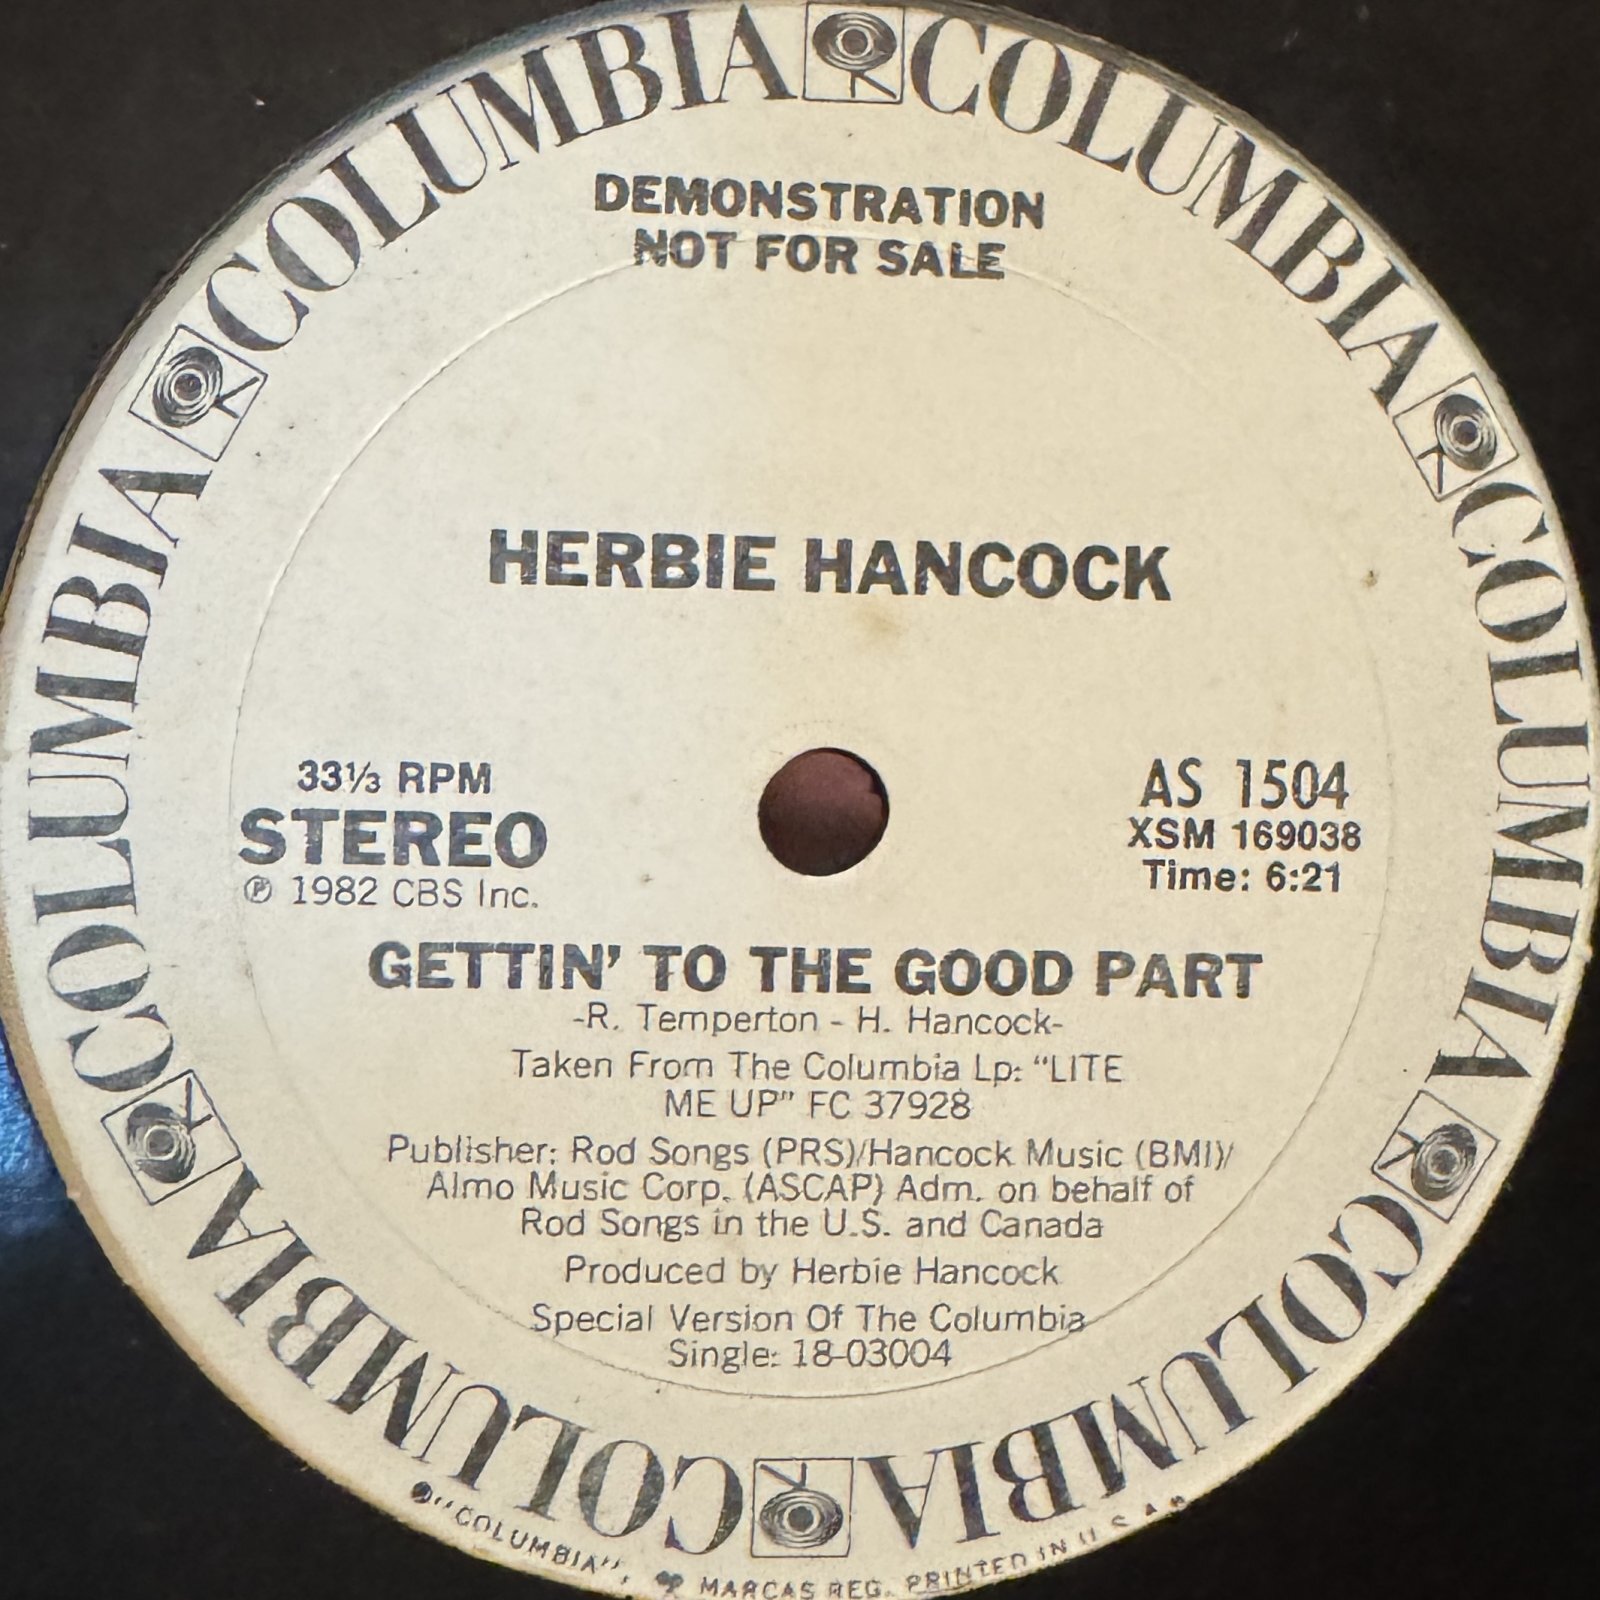 COLUMBIA COLUMBIA COLUMBIA COLUMBIA COLUMBIA COLUMBIA
DEMONSTRATION
NOT FOR SALE
HERBIE HANCOCK
33⅓ RPM
STEREO
℗ 1982 CBS Inc.
AS 1504
XSM 169038
Time: 6:21
GETTIN' TO THE GOOD PART
-R. Temperton - H. Hancock-
Taken From The Columbia Lp: "LITE
ME UP" FC 37928
Publisher: Rod Songs (PRS)/Hancock Music (BMI)/
Almo Music Corp. (ASCAP) Adm. on behalf of
Rod Songs in the U.S. and Canada
Produced by Herbie Hancock
Special Version Of The Columbia
Single: 18-03004
"COLUMBIA", MARCAS REG. PRINTED IN U.S.A.